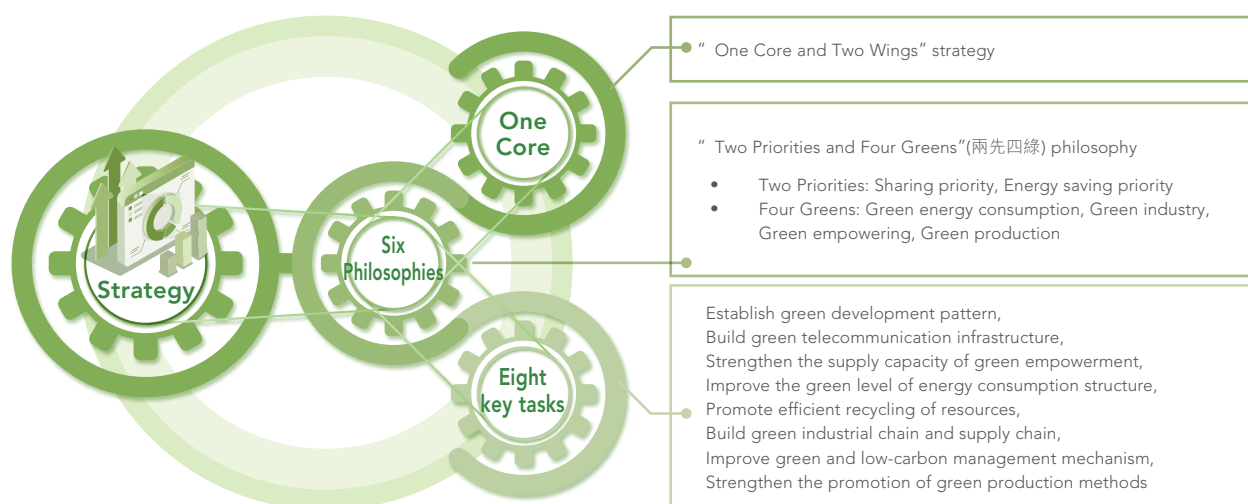 Strategy
Six
Philosophies
One
Core
Eight
key tasks
“ One Core and Two Wings” strategy
“ Two Priorities and Four Greens”(兩先四綠) philosophy
• Two Priorities: Sharing priority, Energy saving priority
• Four Greens: Green energy consumption, Green industry,
Green empowering, Green production
Establish green development pattern,
Build green telecommunication infrastructure,
Strengthen the supply capacity of green empowerment,
Improve the green level of energy consumption structure,
Promote efficient recycling of resources,
Build green industrial chain and supply chain,
Improve green and low-carbon management mechanism,
Strengthen the promotion of green production methods